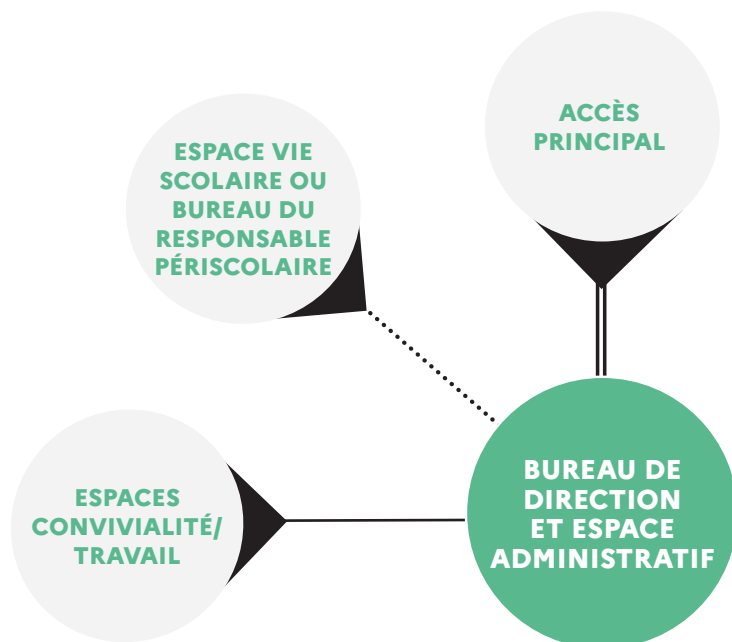 ACCÈS
PRINCIPAL
ESPACE VIE
SCOLAIRE OU
BUREAU DU
RESPONSABLE
PÉRISCOLAIRE
ESPACES
CONVIVIALITÉ/
TRAVAIL
BUREAU DE
DIRECTION
ET ESPACE
ADMINISTRATIF